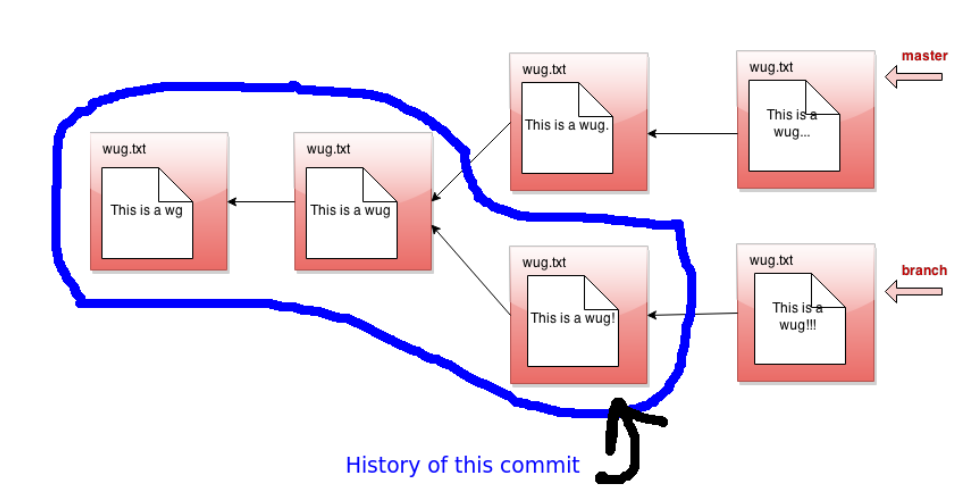 master
wug.txt
This is a wug.
wug.txt
This is a
wug...
wug.txt
This is a wg
wug.txt
This is a wug
wug.txt
This is a wug!
wug.txt
This is a
wug!!!
branch
History of this commit